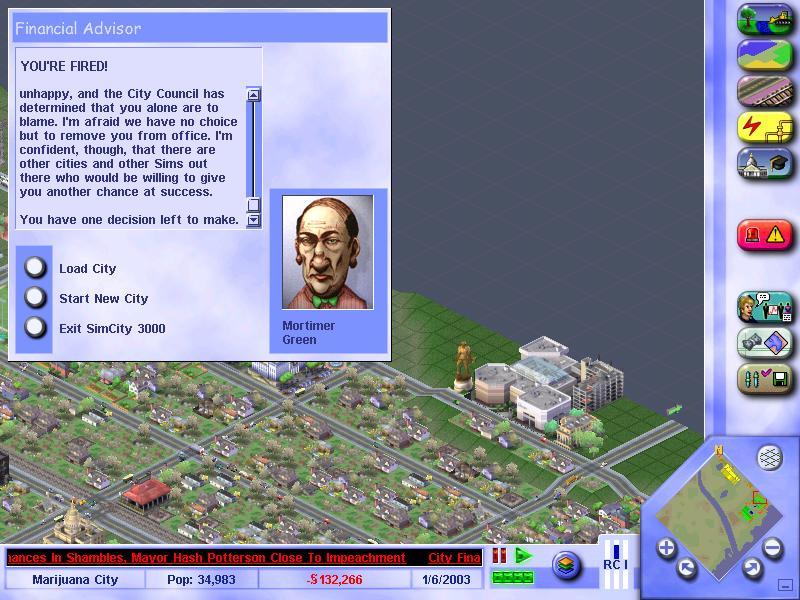 Financial Advisor
YOU'RE FIRED!
unhappy, and the City Council has
determined that you alone are to
blame. I'm afraid we have no choice
but to remove you from office. I'm
confident, though, that there are
other cities and other Sims out
there who would be willing to give
you another chance at success.
You have one decision left to make.
Load City
Start New City
Exit SimCity 3000
Mortimer
Green
N
ances In Shambles, Mayor Hash Potterson Close To Impeachment City Fina
Marijuana City
Pop: 34,983
-§132,266
1/6/2003
RCI